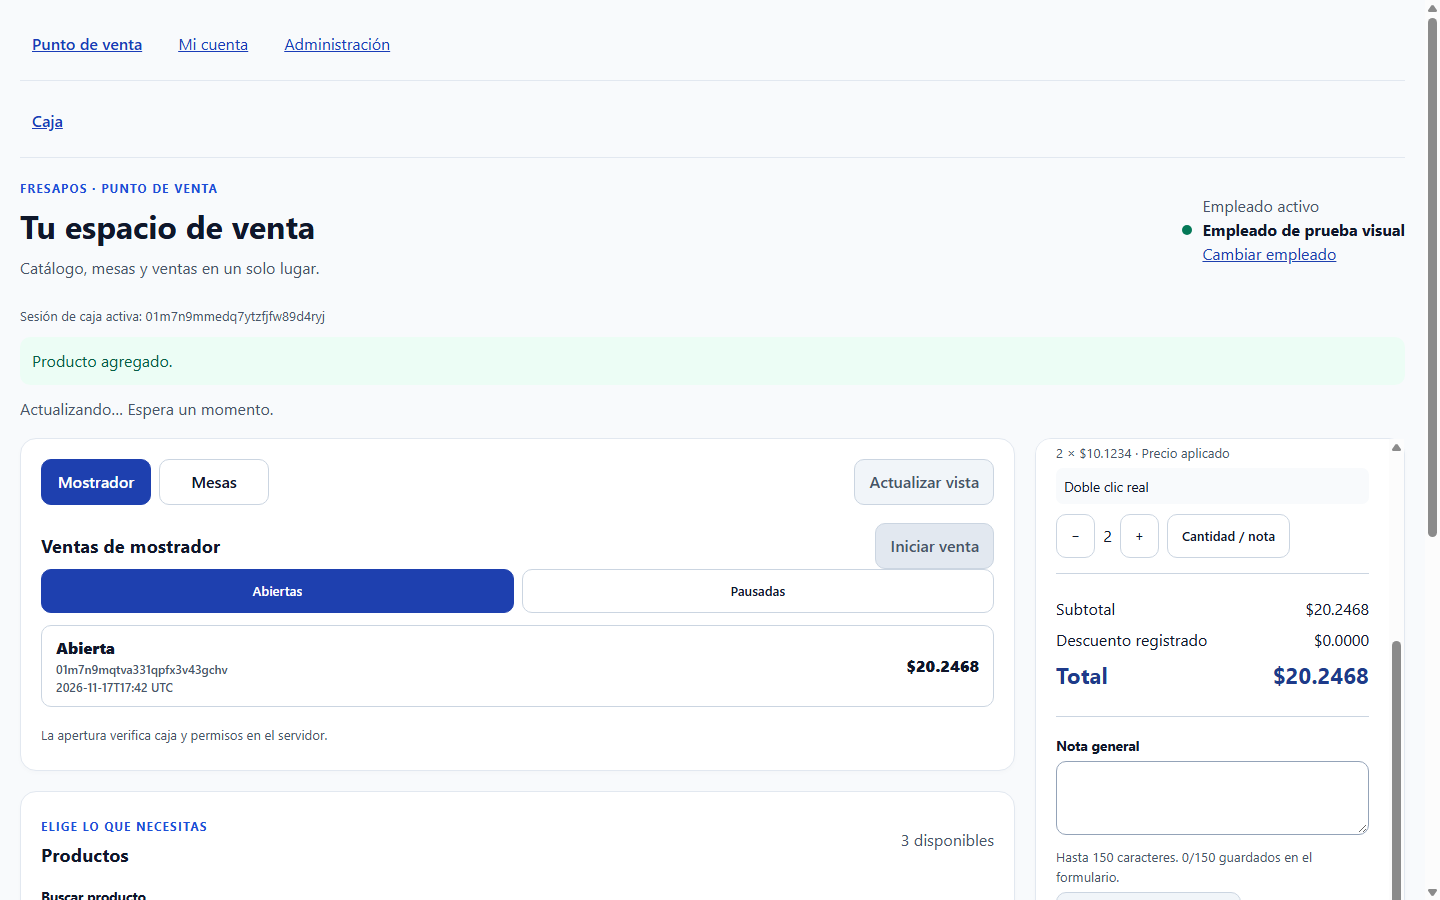 Punto de venta Mi cuenta Administración
Caja
FRESAPOS · PUNTO DE VENTA
Tu espacio de venta
Catálogo, mesas y ventas en un solo lugar.
Empleado activo
Empleado de prueba visual
Cambiar empleado
Sesión de caja activa: 01m7n9mmedq7ytzfjfw89d4ryj
Producto agregado.
Actualizando... Espera un momento.
Mostrador Mesas Actualizar vista
Ventas de mostrador Iniciar venta
Abiertas Pausadas
Abierta
01m7n9mqtva331qpfx3v43gchv
2026-11-17T17:42 UTC
$20.2468
La apertura verifica caja y permisos en el servidor.
ELIGE LO QUE NECESITAS
Productos
3 disponibles
Buscar producto
2 × $10.1234 · Precio aplicado
Doble clic real
− 2 + Cantidad / nota
Subtotal $20.2468
Descuento registrado $0.0000
Total $20.2468
Nota general
Hasta 150 caracteres. 0/150 guardados en el
formulario.